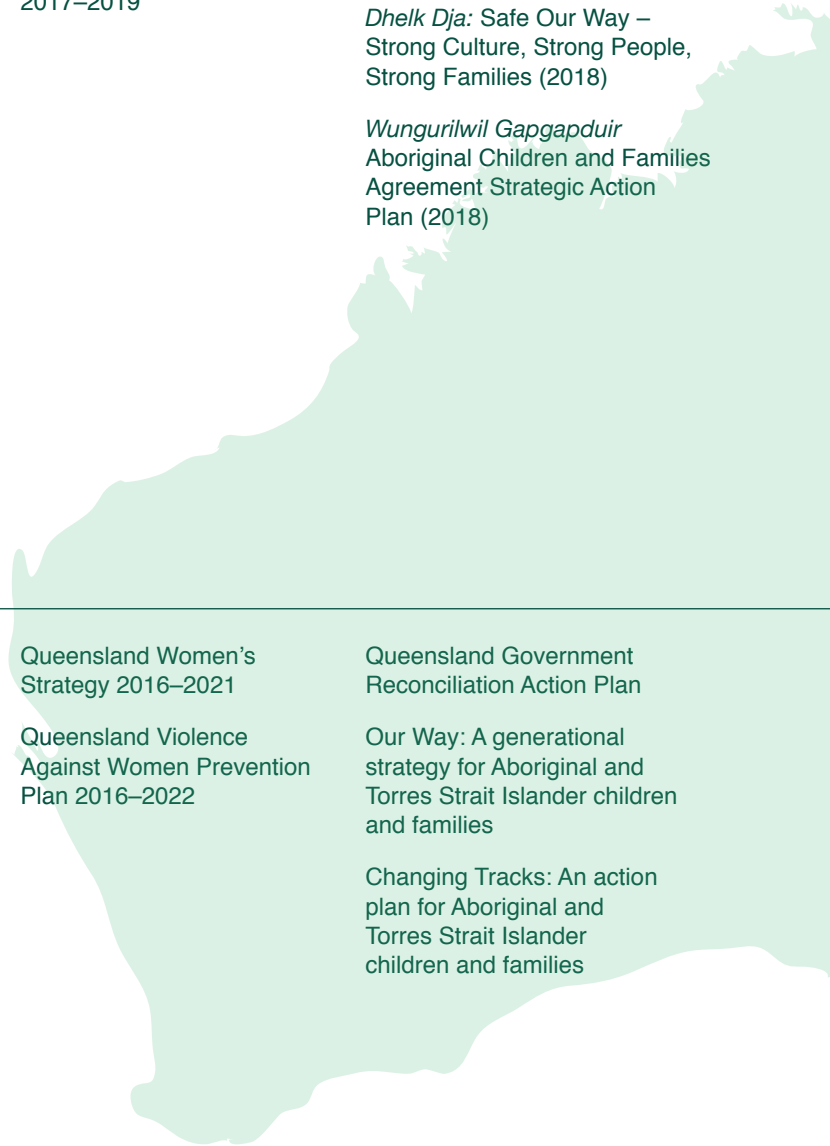 2017–2019
Dhelk Dja: Safe Our Way –
Strong Culture, Strong People,
Strong Families (2018)
Wungurilwil Gapgapduir
Aboriginal Children and Families
Agreement Strategic Action
Plan (2018)
Queensland Women’s
Strategy 2016–2021
Queensland Violence
Against Women Prevention
Plan 2016–2022
Queensland Government
Reconciliation Action Plan
Our Way: A generational
strategy for Aboriginal and
Torres Strait Islander children
and families
Changing Tracks: An action
plan for Aboriginal and
Torres Strait Islander
children and families